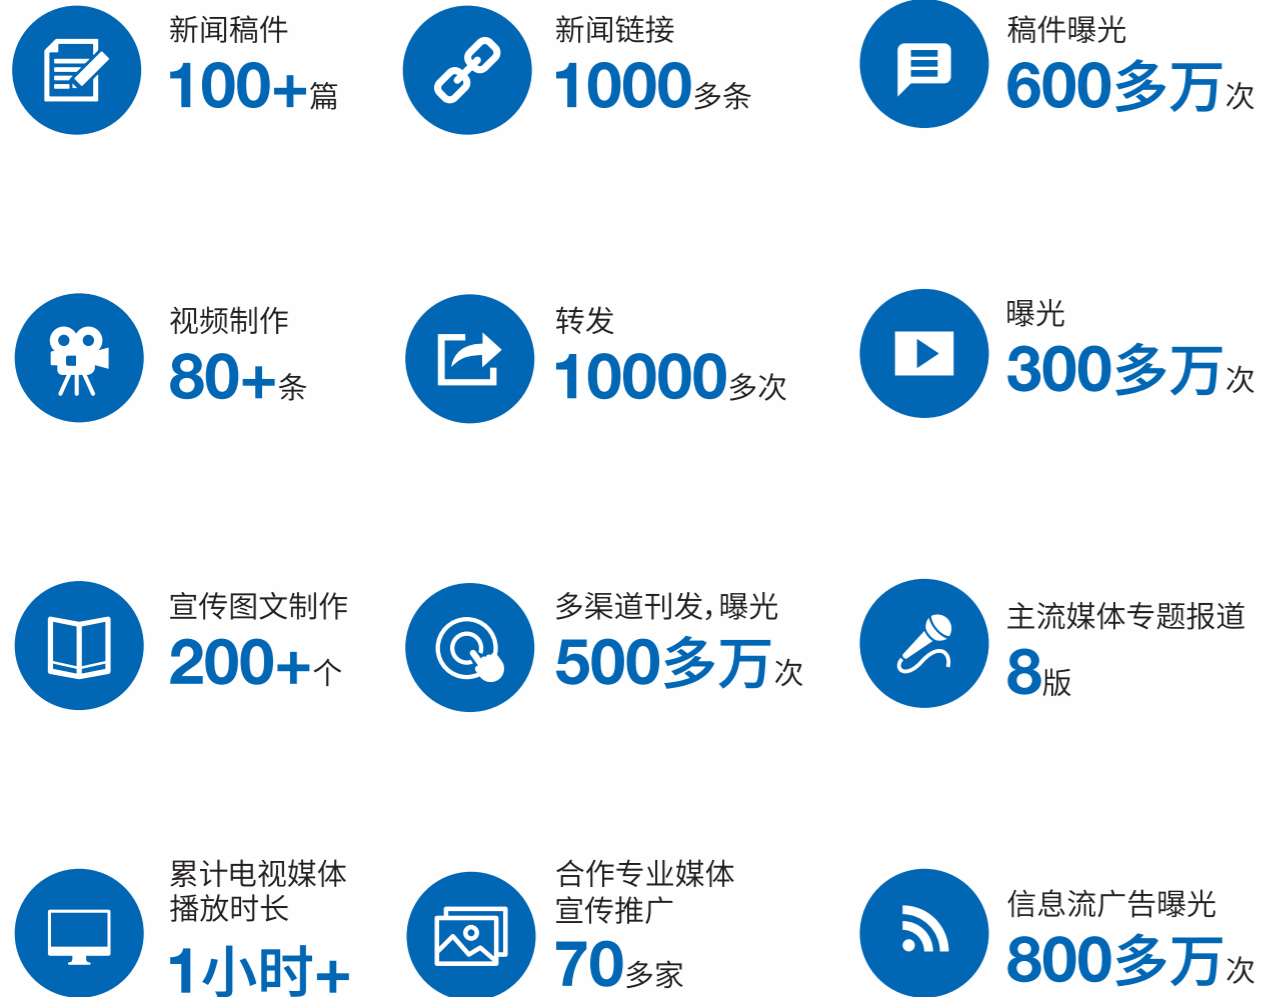 新闻稿件
100+篇
新闻链接
1000多条
稿件曝光
600多万次
视频制作
80+条
转发
10000多次
曝光
300多万次
宣传图文制作
200+个
多渠道刊发，曝光
500多万次
主流媒体专题报道
8版
累计电视媒体
播放时长
1小时+
合作专业媒体
宣传推广
70多家
信息流广告曝光
800多万次